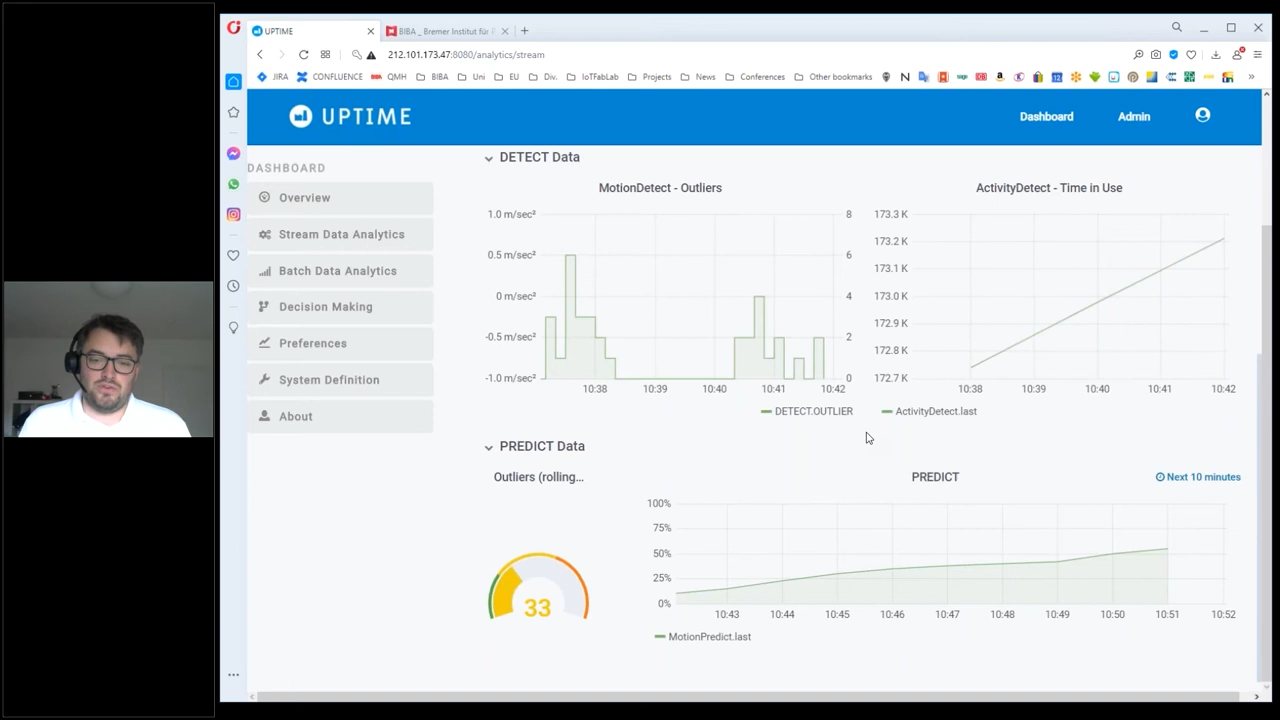 UPTIME
BIBA _ Bremer Institut für P
212.101.173.47:8080/analytics/stream
JIRA CONFLUENCE QMH BIBA Uni EU Div. IoTFabLab Projects News Conferences Other bookmarks
UPTIME
Dashboard Admin
DASHBOARD
Overview
Stream Data Analytics
Batch Data Analytics
Decision Making
Preferences
System Definition
About
DETECT Data
MotionDetect - Outliers
1.0 m/sec²
0.5 m/sec²
0 m/sec²
-0.5 m/sec²
-1.0 m/sec²
8
6
4
2
0
10:38 10:39 10:40 10:41 10:42
DETECT.OUTLIER
ActivityDetect - Time in Use
173.3 K
173.2 K
173.1 K
173.0 K
172.9 K
172.8 K
172.7 K
10:38 10:39 10:40 10:41 10:42
ActivityDetect.last
PREDICT Data
Outliers (rolling...
33
PREDICT
Next 10 minutes
100%
75%
50%
25%
0%
10:43 10:44 10:45 10:46 10:47 10:48 10:49 10:50 10:51 10:52
MotionPredict.last